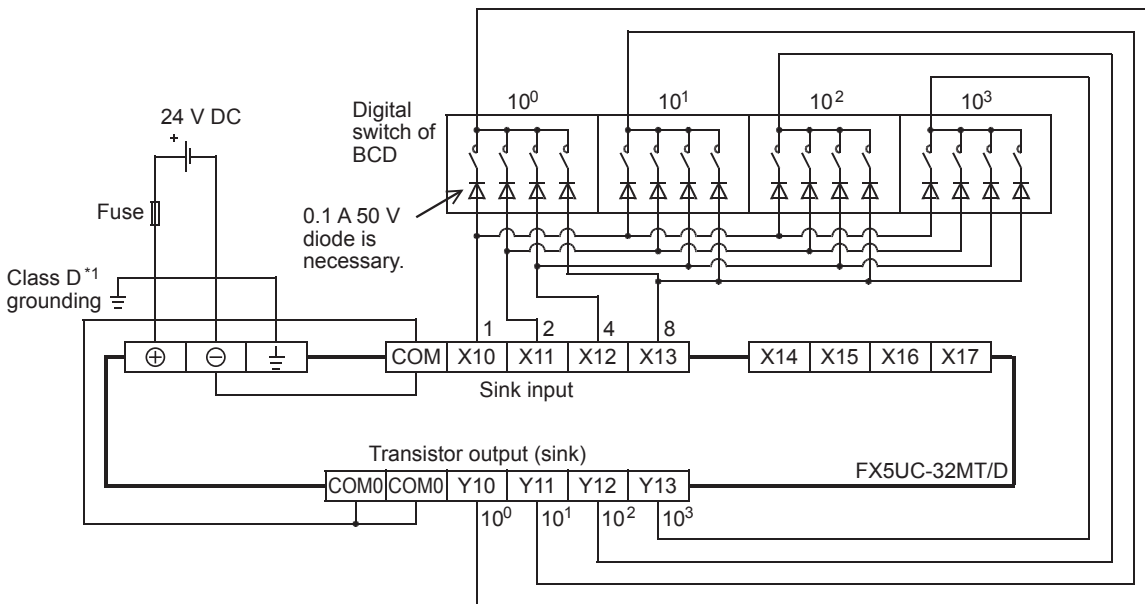 10⁰ 10¹ 10² 10³
24 V DC
+
Digital
switch of
BCD
Fuse
0.1 A 50 V
diode is
necessary.
Class D *1
grounding
1 2 4 8
COM X10 X11 X12 X13 X14 X15 X16 X17
+ −
Sink input
Transistor output (sink)
FX5UC-32MT/D
COM0 COM0 Y10 Y11 Y12 Y13
10⁰ 10¹ 10² 10³